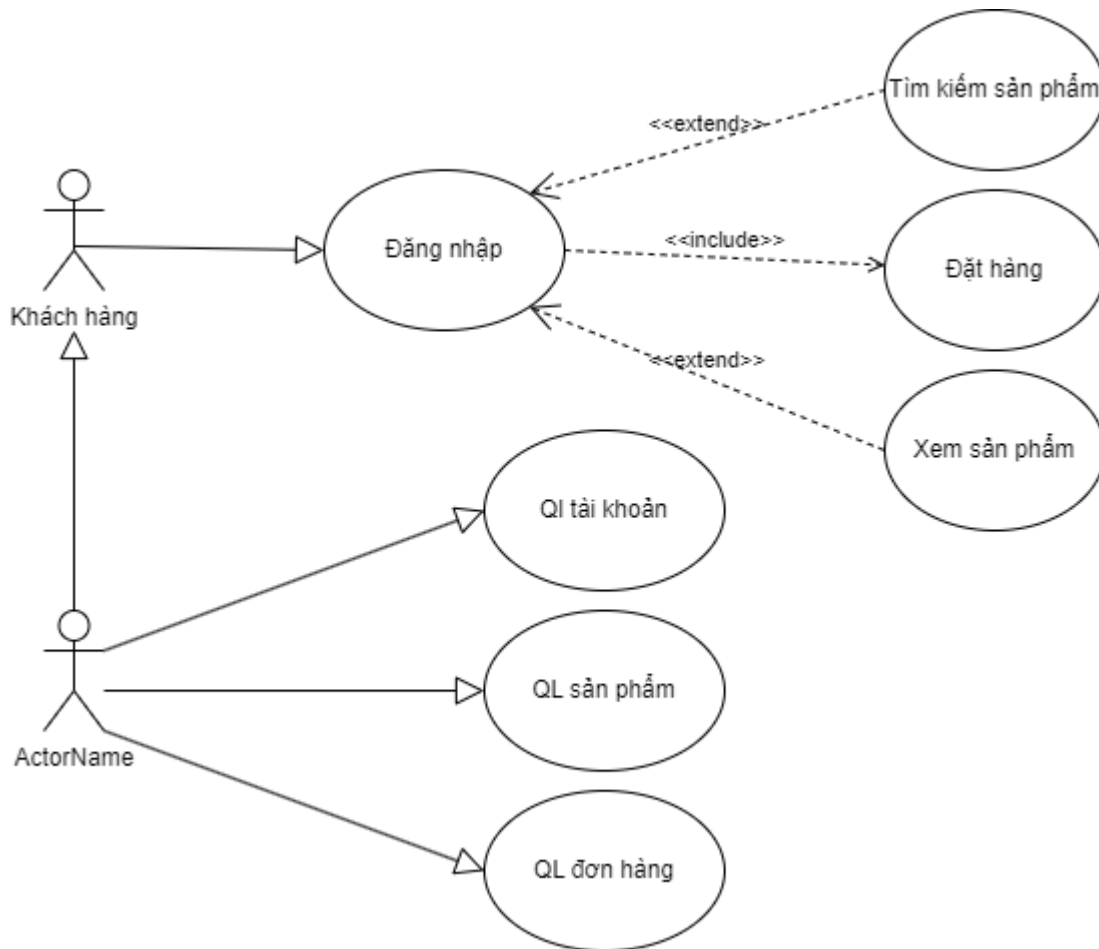 Tìm kiếm sản phẩm
<<extend>>
Đăng nhập
<<include>>
Đặt hàng
Khách hàng
<<extend>>
Xem sản phẩm
Ql tài khoản
QL sản phẩm
ActorName
QL đơn hàng